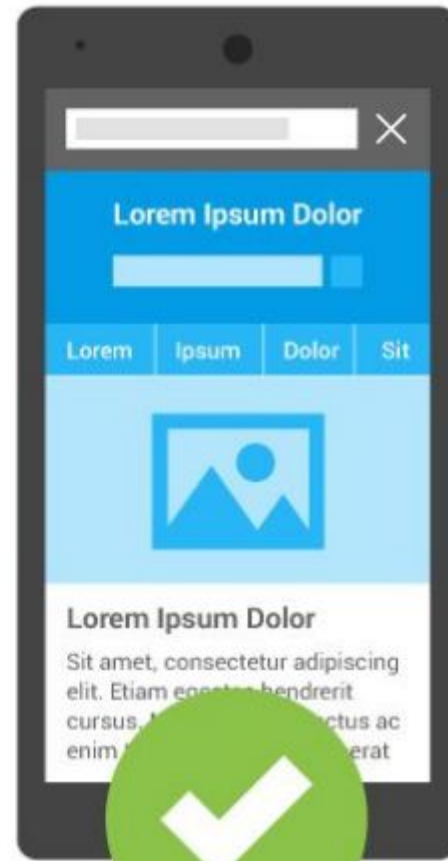 Lorem Ipsum Dolor
Lorem Ipsum Dolor Sit
Lorem Ipsum Dolor
Sit amet, consectetur adipiscing
elit. Etiam hendrerit
cursus, ac
enim erat